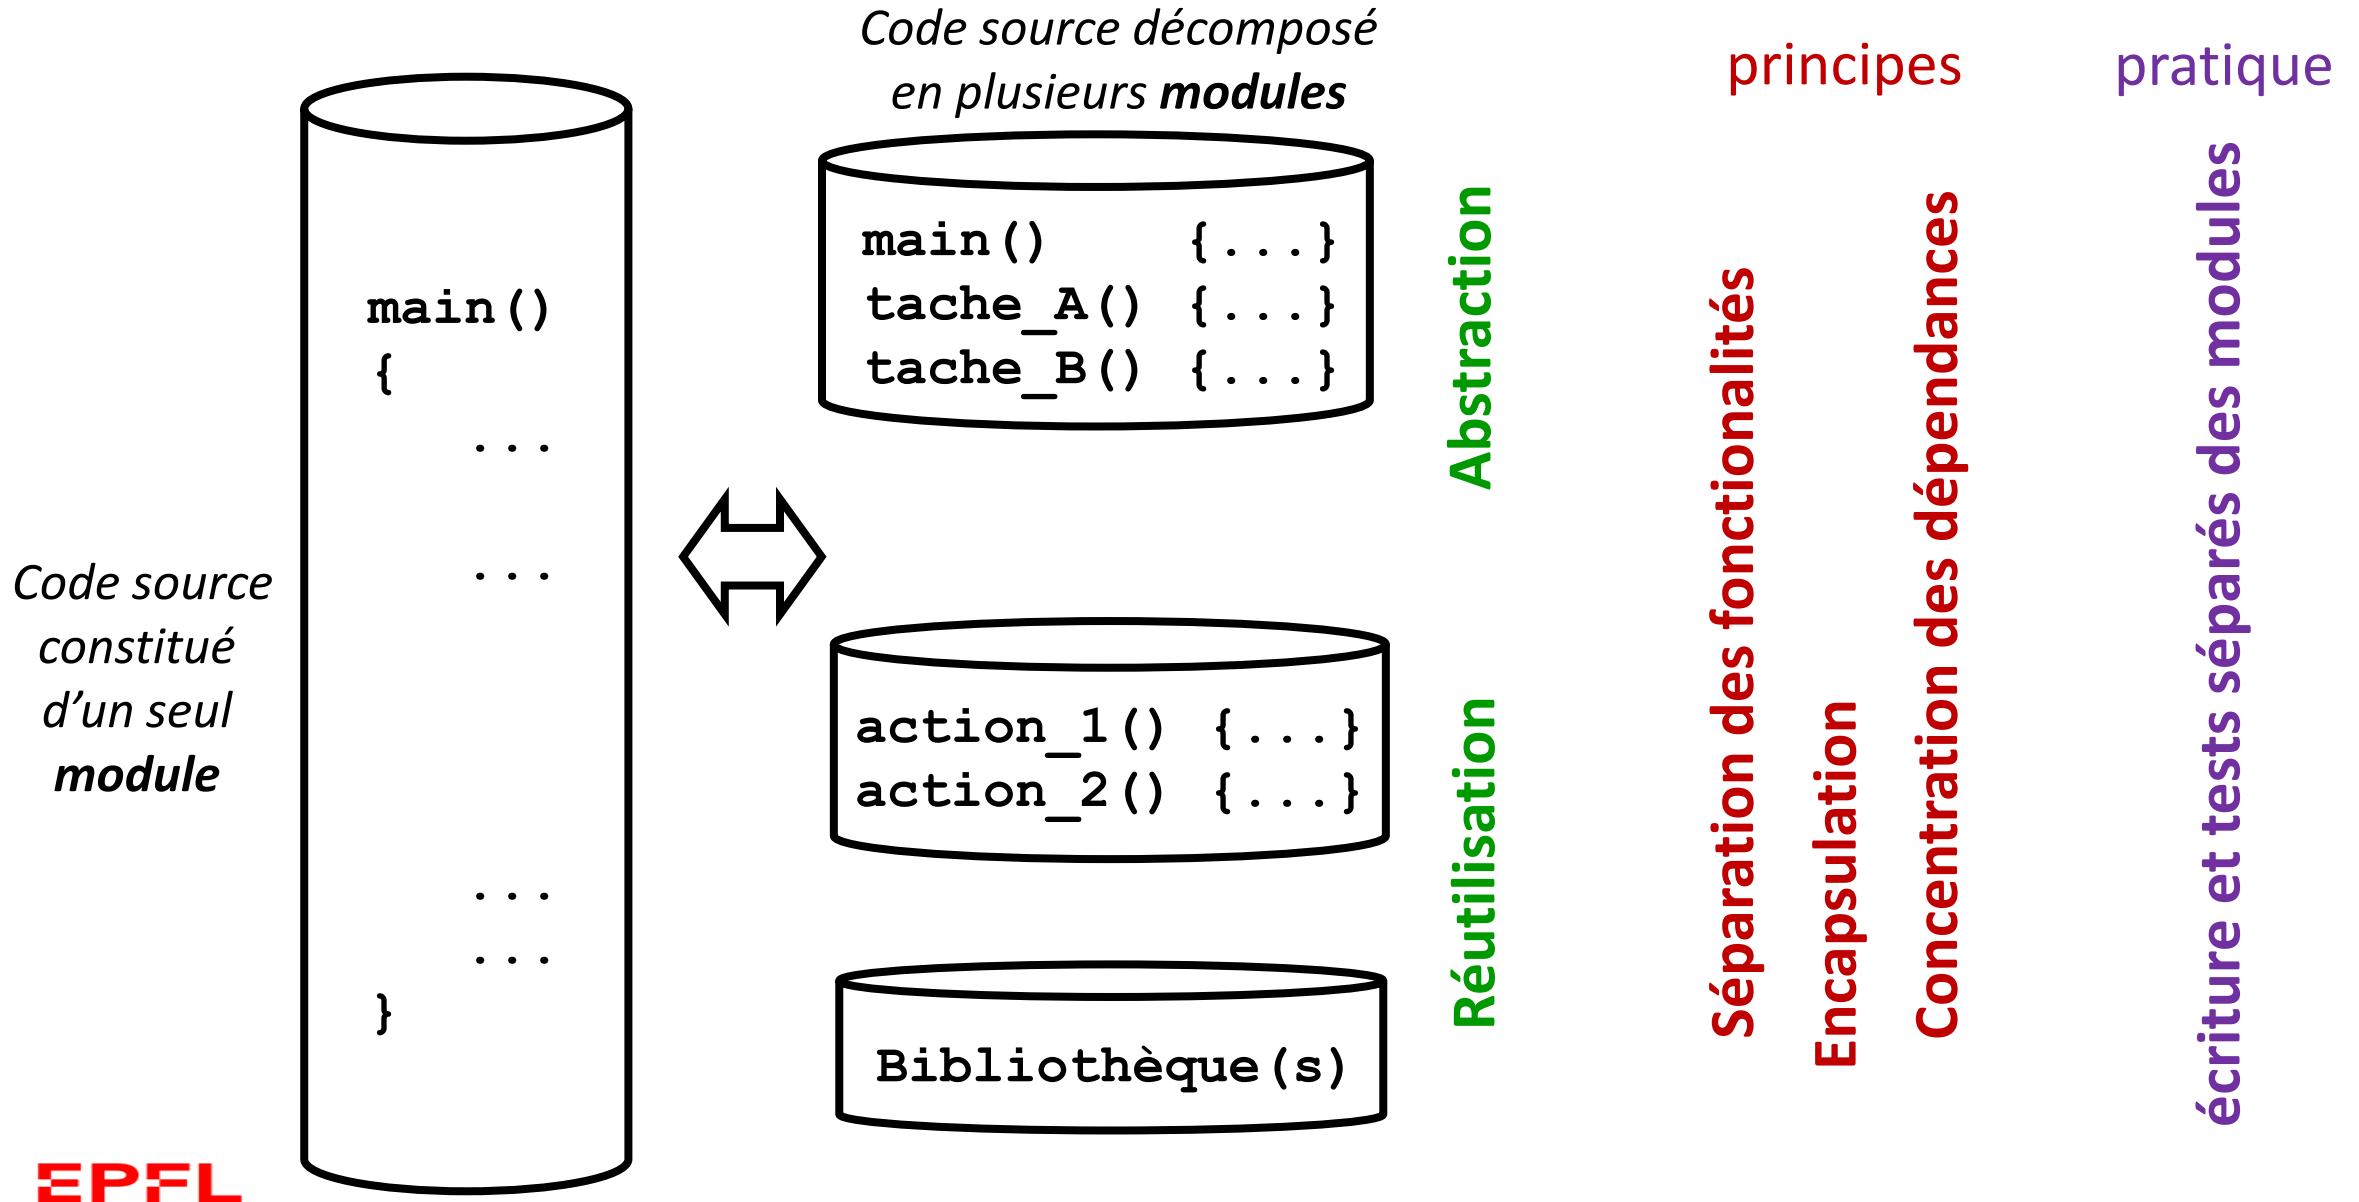 Code source décomposé
en plusieurs modules
principes
pratique
main()
{
...
...
...
...
}
Code source
constitué
d’un seul
module
main() {...}
tache_A() {...}
tache_B() {...}
action_1() {...}
action_2() {...}
Bibliothèque(s)
Abstraction
Réutilisation
Séparation des fonctionalités
Encapsulation
Concentration des dépendances
écriture et tests séparés des modules
EPFL